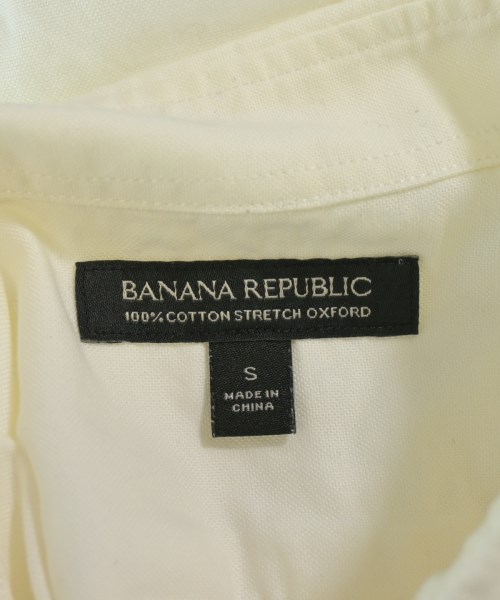 BANANA REPUBLIC
100% COTTON STRETCH OXFORD
S
MADE IN
CHINA